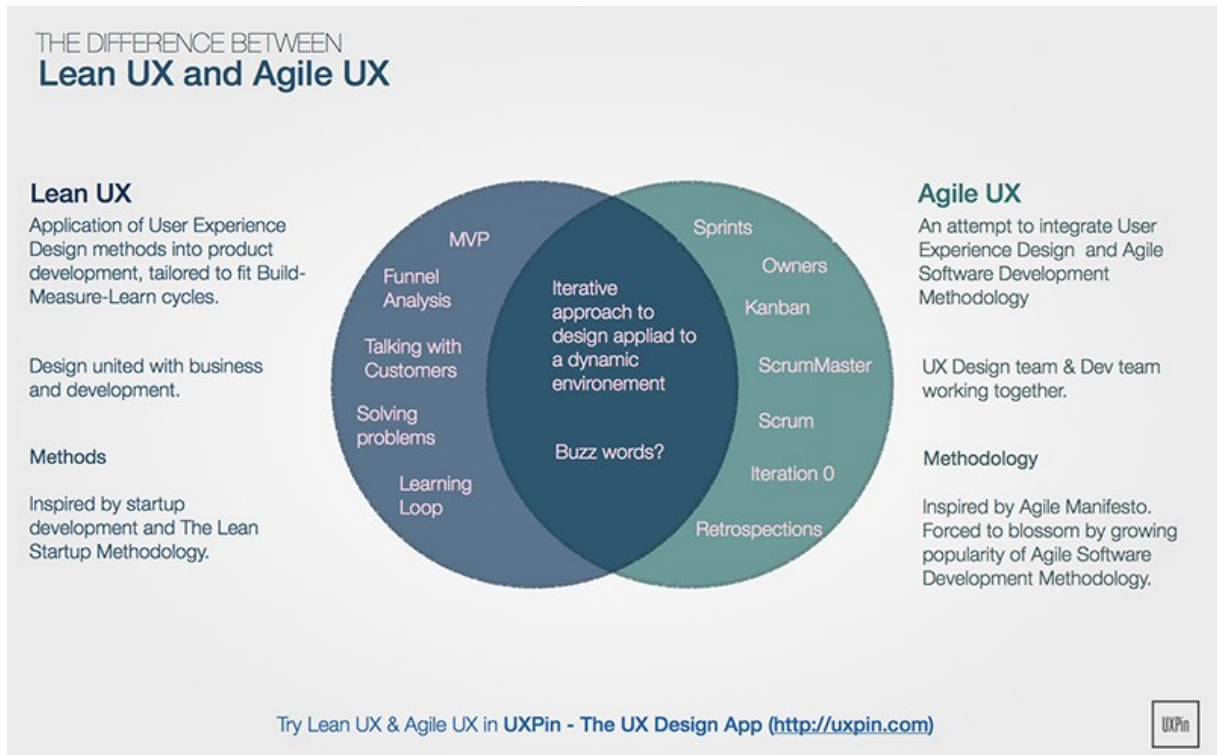 THE DIFFERENCE BETWEEN
Lean UX and Agile UX
Lean UX
Application of User Experience
Design methods into product
development, tailored to fit Build-
Measure-Learn cycles.
Design united with business
and development.
Methods
Inspired by startup
development and The Lean
Startup Methodology.
MVP
Funnel
Analysis
Talking with
Customers
Solving
problems
Learning
Loop
Iterative
approach to
design appliad to
a dynamic
environement
Buzz words?
Sprints
Owners
Kanban
ScrumMaster
Scrum
Iteration 0
Retrospections
Agile UX
An attempt to integrate User
Experience Design and Agile
Software Development
Methodology
UX Design team & Dev team
working together.
Methodology
Inspired by Agile Manifesto.
Forced to blossom by growing
popularity of Agile Software
Development Methodology.
Try Lean UX & Agile UX in UXPin - The UX Design App (http://uxpin.com)
UXPin